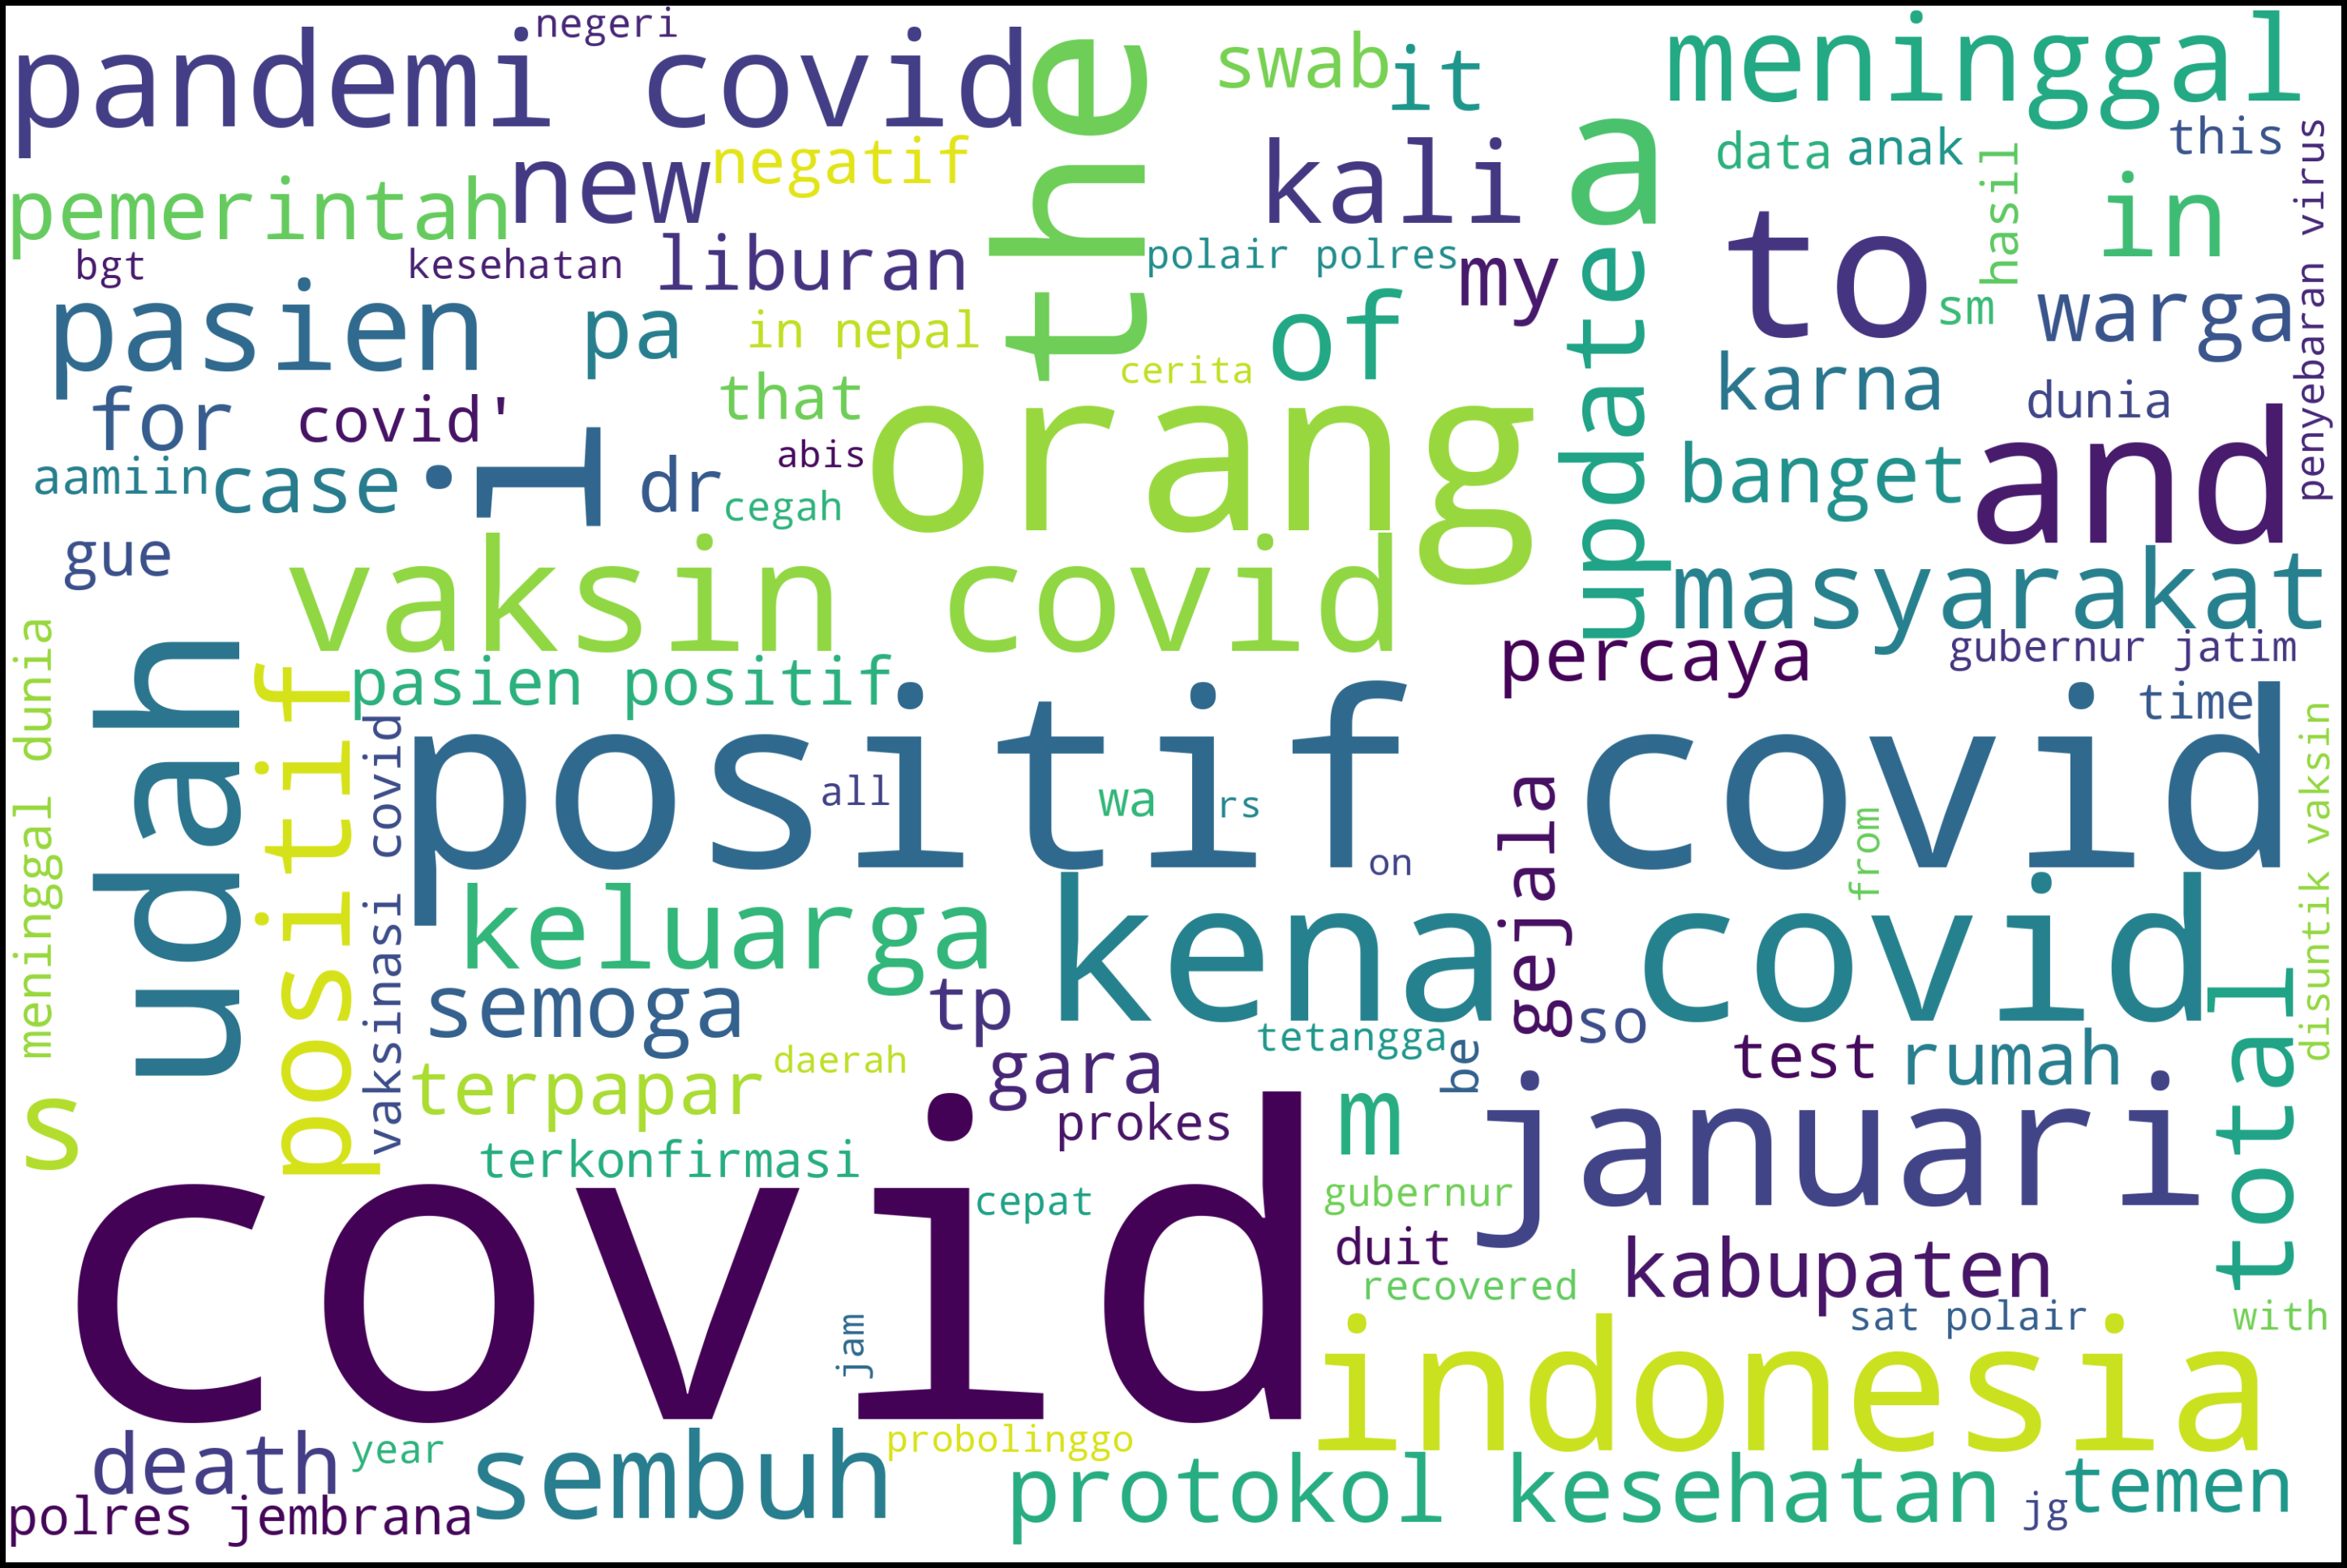 negeri
pandemi covid
the
swab
it
meninggal
new
negatif
kali
a
data
anak
this
hasil
in
penyebaran virus
pemerintah
bgt
kesehatan
liburan
polair polres
my
update
to
sm
warga
pasien
pa
in nepal
of
cerita
karna
dunia
for
covid'
that
abis
orang
aamiin
case
i
dr
cegah
banget
and
gue
vaksin covid
masyarakat
udah
positif
pasien positif
percaya
gubernur jatim
time
meninggal dunia
vaksinasi covid
positif covid
all
wa
rs
on
gejala
from
disuntik vaksin
keluarga
kena covid
semoga
tp
tetangga
be
so
total
terpapar
daerah
gara
test
rumah
s
prokes
m
januari
terkonfirmasi
cepat
gubernur
covid
duit
kabupaten
recovered
jam
sat polair
with
indonesia
death
year
sembuh
probolinggo
protokol kesehatan
temen
polres jembrana
jg